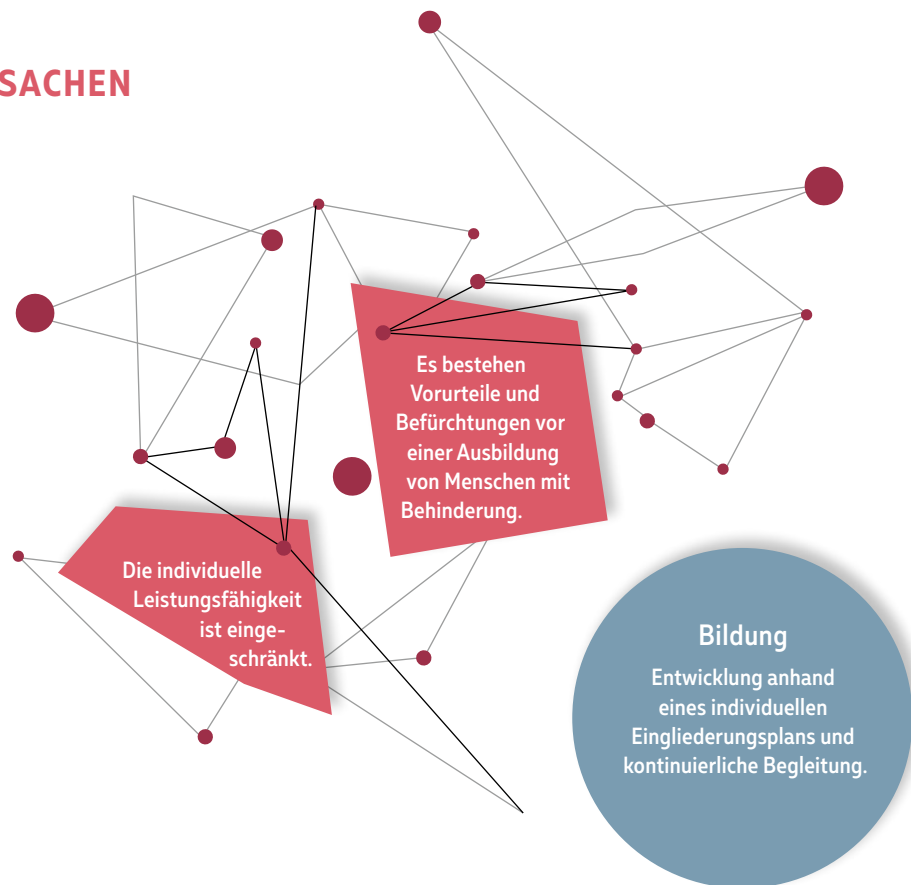 SACHEN
Es bestehen
Vorurteile und
Befürchtungen vor
einer Ausbildung
von Menschen mit
Behinderung.
Die individuelle
Leistungsfähigkeit
ist einge-
schränkt.
Bildung
Entwicklung anhand
eines individuellen
Eingliederungsplans und
kontinuierliche Begleitung.